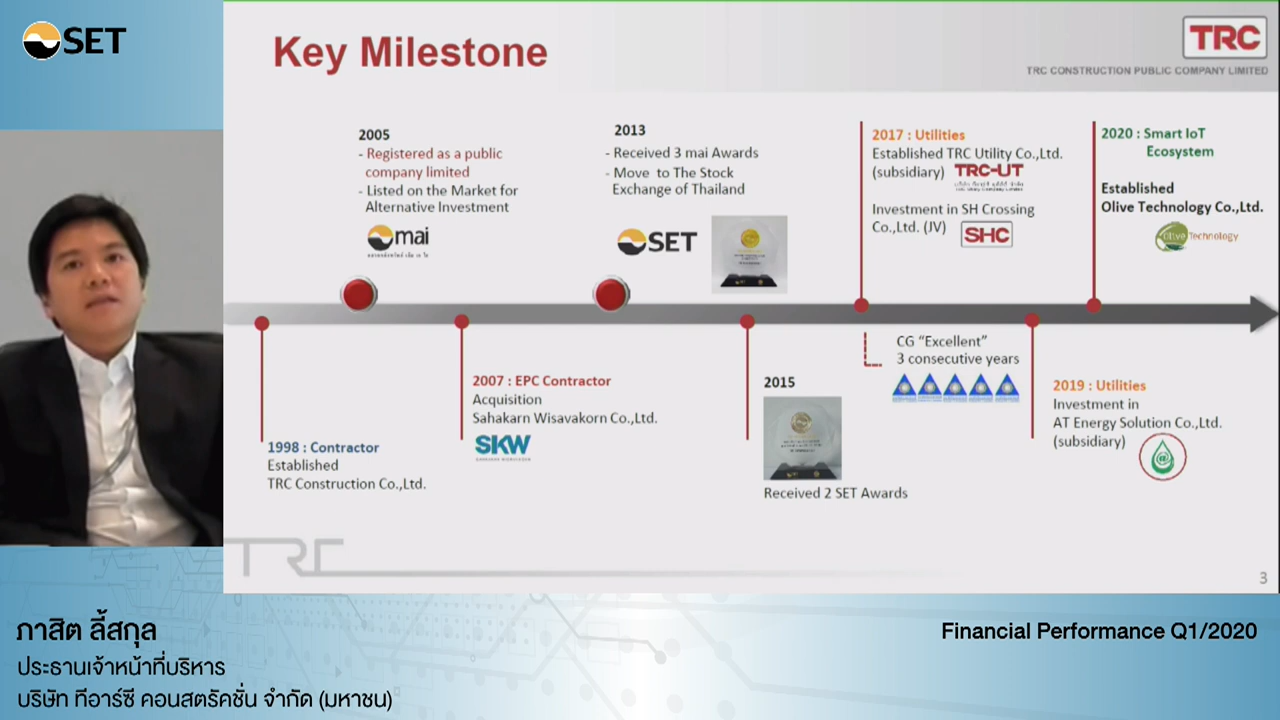 SET
Key Milestone
TRC
TRC CONSTRUCTION PUBLIC COMPANY LIMITED
2005
- Registered as a public
company limited
- Listed on the Market for
Alternative Investment
mai
2013
- Received 3 mai Awards
- Move to The Stock
Exchange of Thailand
SET
2017 : Utilities
Established TRC Utility Co.,Ltd.
(subsidiary) TRC-UT
Investment in SH Crossing
Co.,Ltd. (JV) SHC
2020 : Smart IoT
Ecosystem
Established
Olive Technology Co.,Ltd.
Olive Technology
1998 : Contractor
Established
TRC Construction Co.,Ltd.
2007 : EPC Contractor
Acquisition
Sahakarn Wisavakorn Co.,Ltd.
SKW
2015
Received 2 SET Awards
CG “Excellent”
3 consecutive years
2019 : Utilities
Investment in
AT Energy Solution Co.,Ltd.
(subsidiary)
TRC
3
ภาสิต ลี้สกุล
ประธานเจ้าหน้าที่บริหาร
บริษัท ทีอาร์ซี คอนสตรัคชั่น จำกัด (มหาชน)
Financial Performance Q1/2020